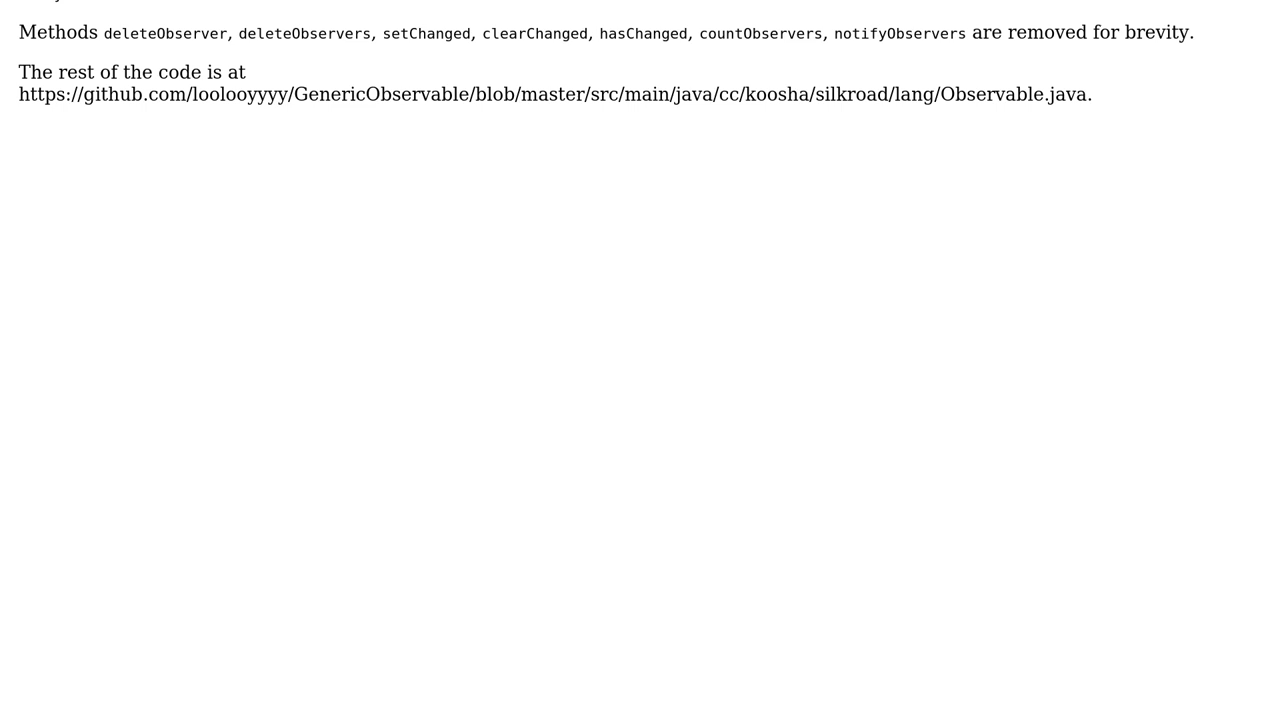 Methods deleteObserver, deleteObservers, setChanged, clearChanged, hasChanged, countObservers, notifyObservers are removed for brevity.
The rest of the code is at
https://github.com/loolooyyyy/GenericObservable/blob/master/src/main/java/cc/koosha/silkroad/lang/Observable.java.